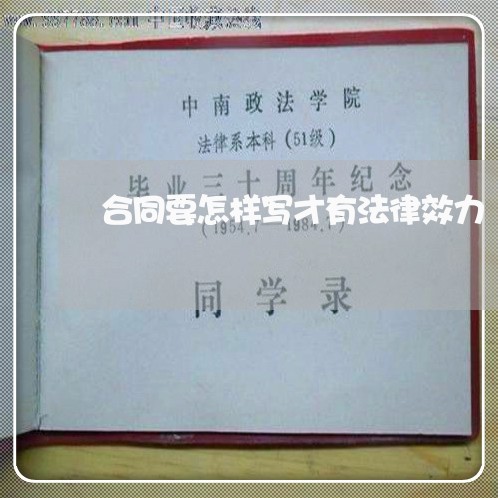 中南政法学院
法律系本科(51级)
毕业三十周年纪念
合同要怎样写才有法律效力
(1954.7—1984.7)
同学录